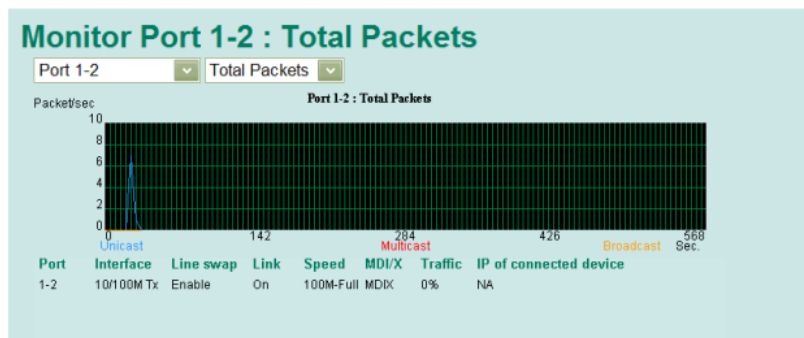 Monitor Port 1-2 : Total Packets
Port 1-2 Total Packets
Packet/sec Port 1-2 : Total Packets
10
8
6
4
2
0
0 142 284 426 568
Unicast Multicast Broadcast Sec.
Port Interface Line swap Link Speed MDI/X Traffic IP of connected device
1-2 10/100M Tx Enable On 100M-Full MDIX 0% NA